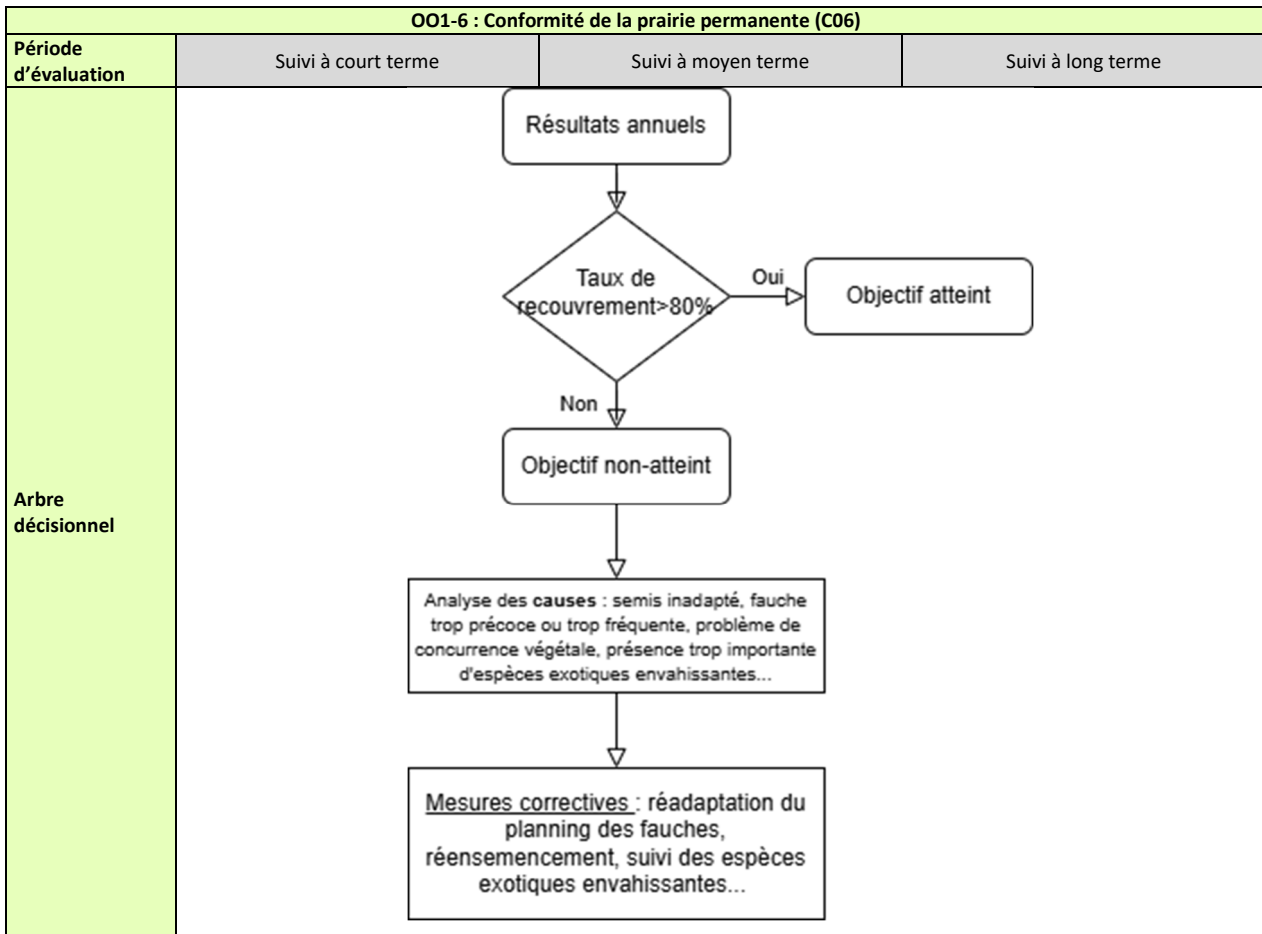 OO1-6 : Conformité de la prairie permanente (C06)
Période
d’évaluation
Suivi à court terme
Suivi à moyen terme
Suivi à long terme
Arbre
décisionnel
Résultats annuels
Taux de
recouvrement>80%
Oui
Objectif atteint
Non
Objectif non-atteint
Analyse des causes : semis inadapté, fauche
trop précoce ou trop fréquente, problème de
concurrence végétale, présence trop importante
d'espèces exotiques envahissantes...
Mesures correctives : réadaptation du
planning des fauches,
réensemencement, suivi des espèces
exotiques envahissantes...